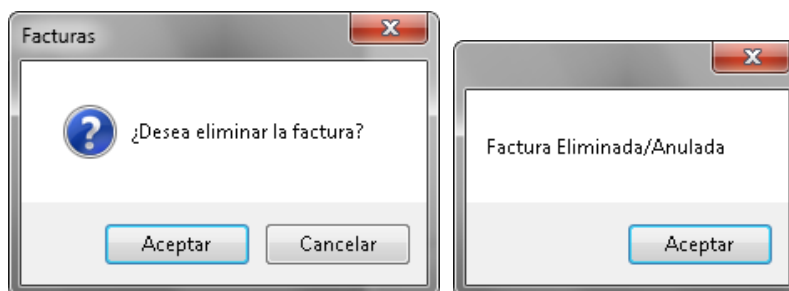 Facturas
¿Desea eliminar la factura?
Aceptar
Cancelar
Factura Eliminada/Anulada
Aceptar